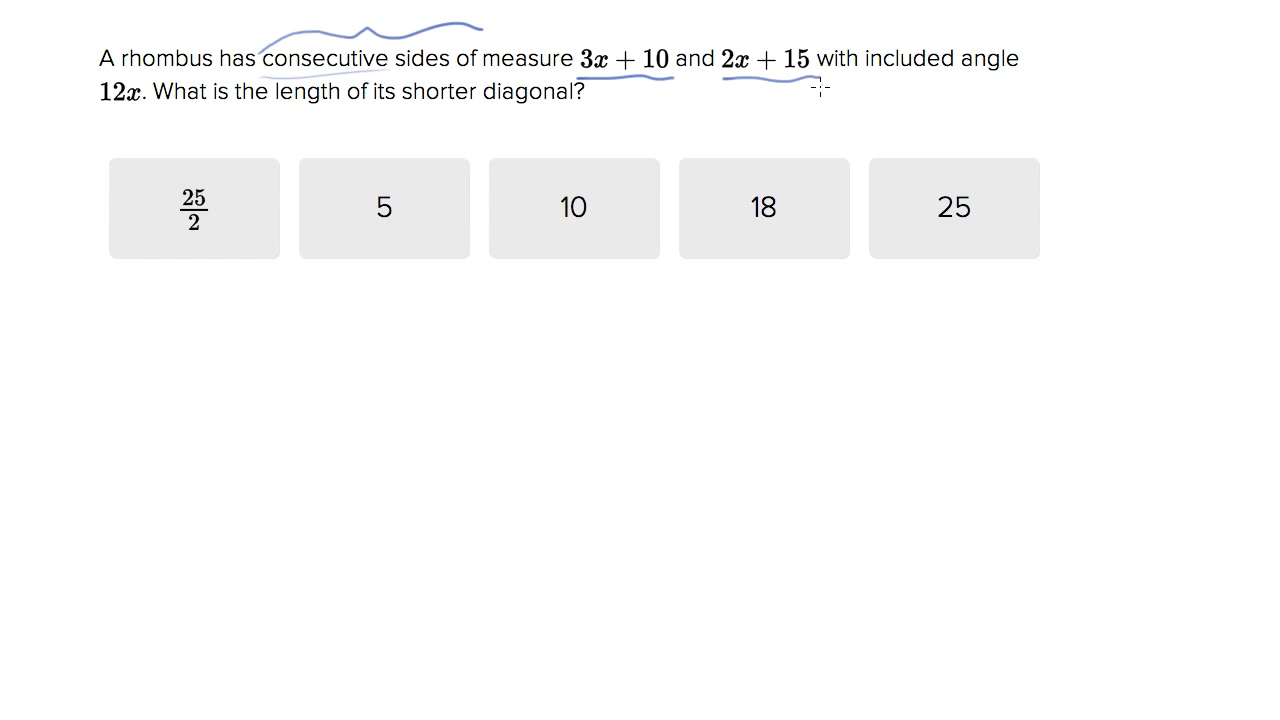 A rhombus has consecutive sides of measure 3x + 10 and 2x + 15 with included angle
12x. What is the length of its shorter diagonal?
25/2
5
10
18
25